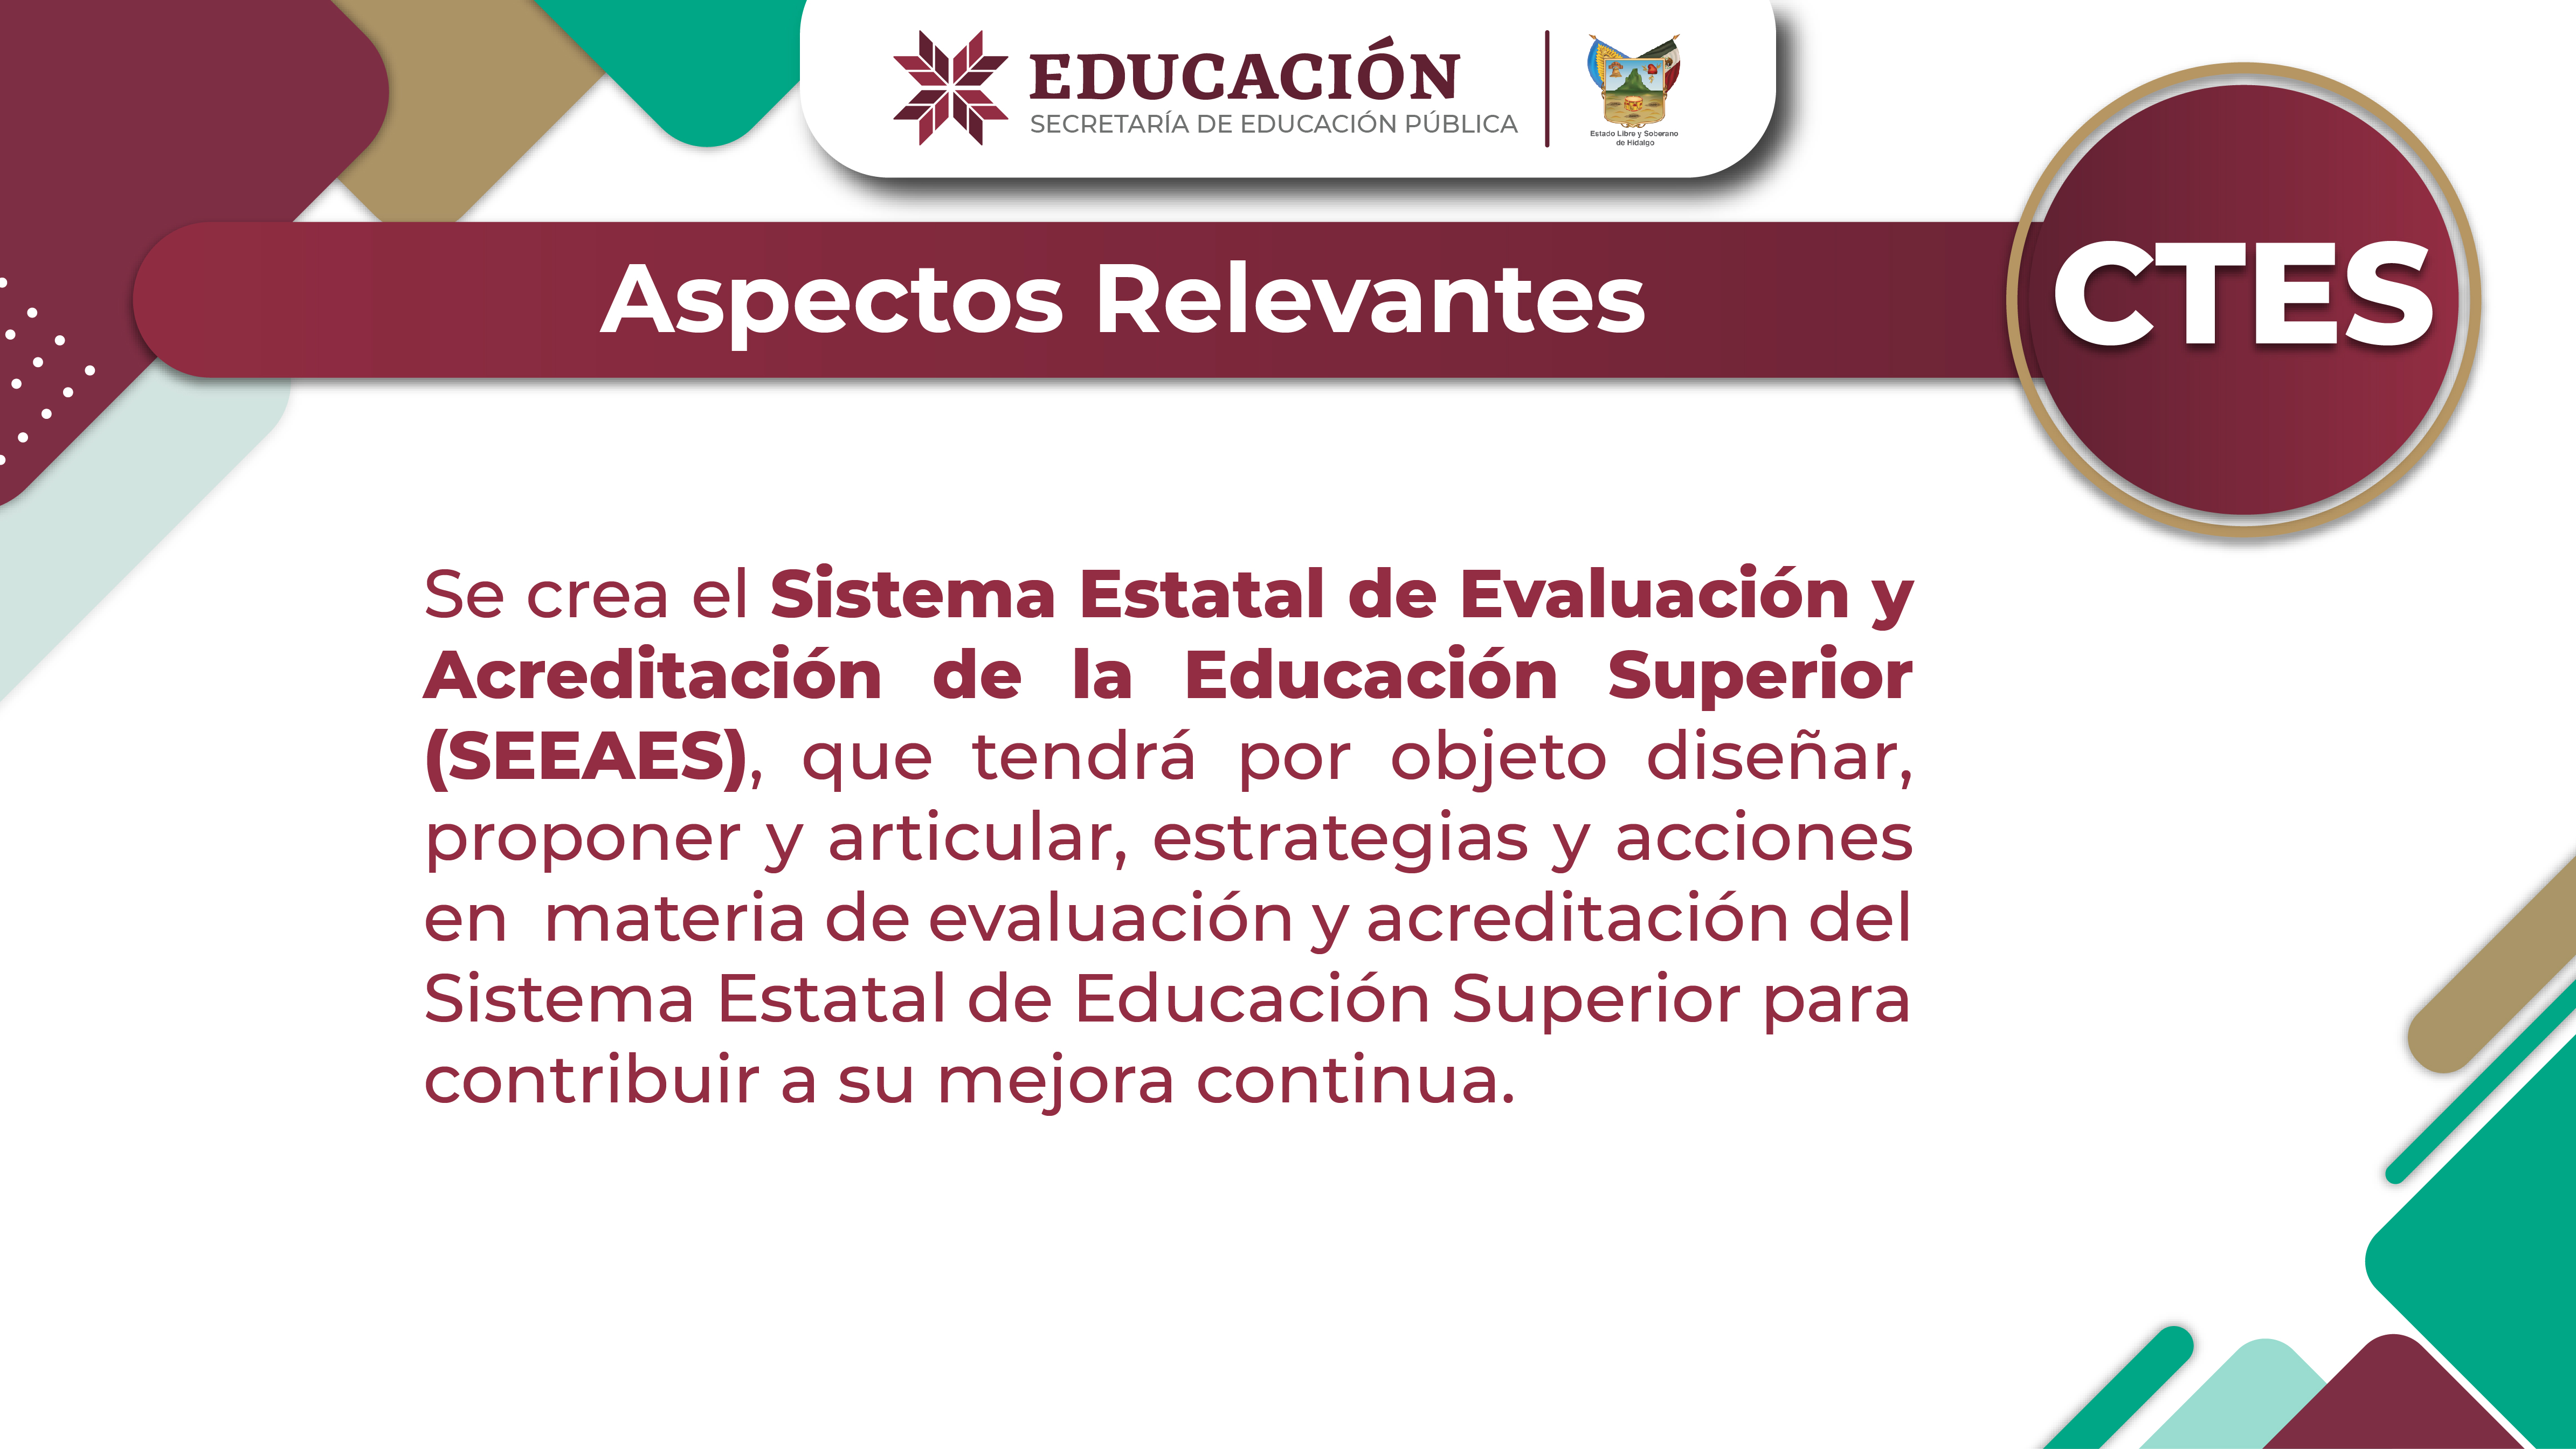 EDUCACIÓN
SECRETARÍA DE EDUCACIÓN PÚBLICA
Estado Libre y Soberano
de Hidalgo
Aspectos Relevantes
CTES
Se crea el Sistema Estatal de Evaluación y
Acreditación de la Educación Superior
(SEEAES), que tendrá por objeto diseñar,
proponer y articular, estrategias y acciones
en materia de evaluación y acreditación del
Sistema Estatal de Educación Superior para
contribuir a su mejora continua.